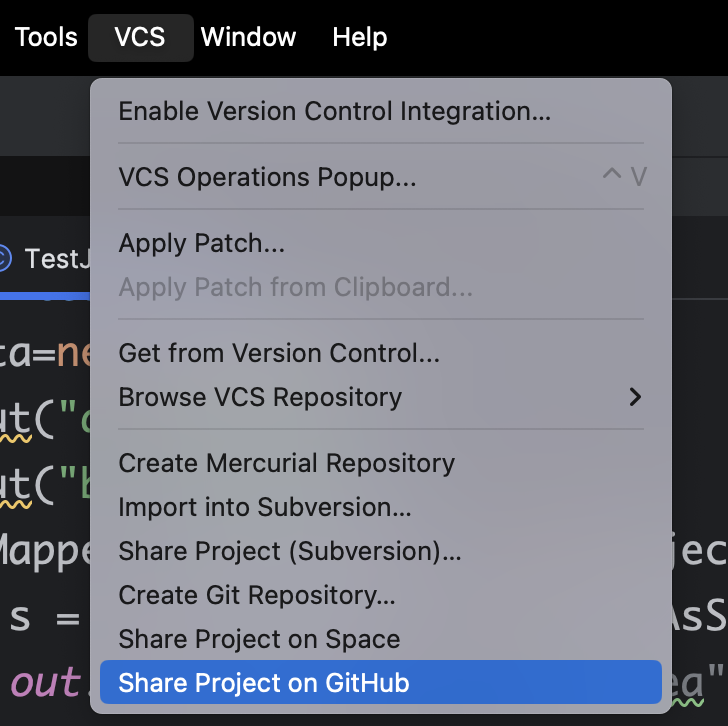 Tools VCS Window Help
Enable Version Control Integration...
VCS Operations Popup... ^ V
Apply Patch...
TestJ
Apply Patch from Clipboard...
ta=ne
Get from Version Control...
Browse VCS Repository
ut("
ut("b
Create Mercurial Repository
Import into Subversion...
Mappe
Share Project (Subversion)...
jec
Create Git Repository...
s =
AsS
Share Project on Space
out.
Share Project on GitHub
ea"